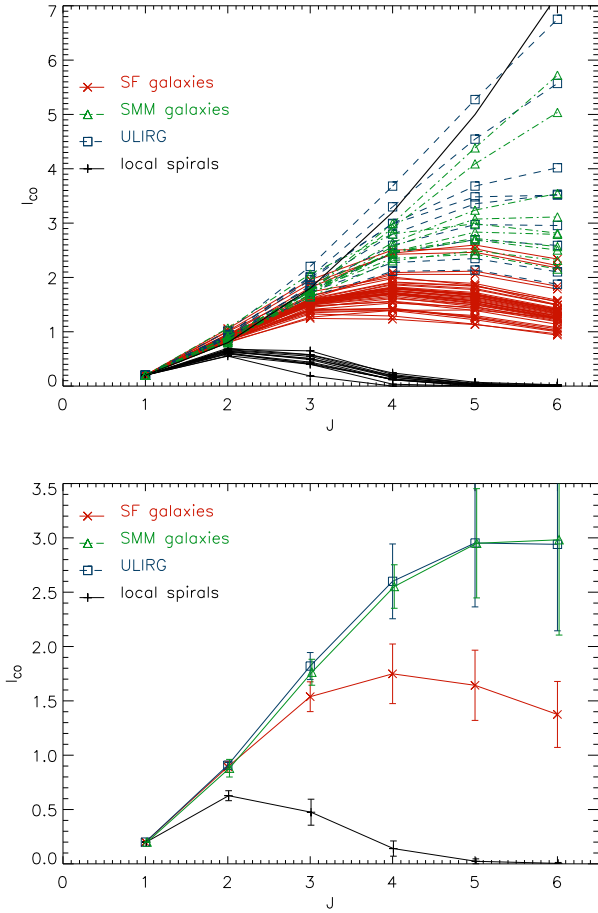 7
6
5
4
3
2
1
0
I_CO
SF galaxies
SMM galaxies
ULIRG
local spirals
0 1 2 3 4 5 6
J
3.5
3.0
2.5
2.0
1.5
1.0
0.5
0.0
I_CO
SF galaxies
SMM galaxies
ULIRG
local spirals
0 1 2 3 4 5 6
J